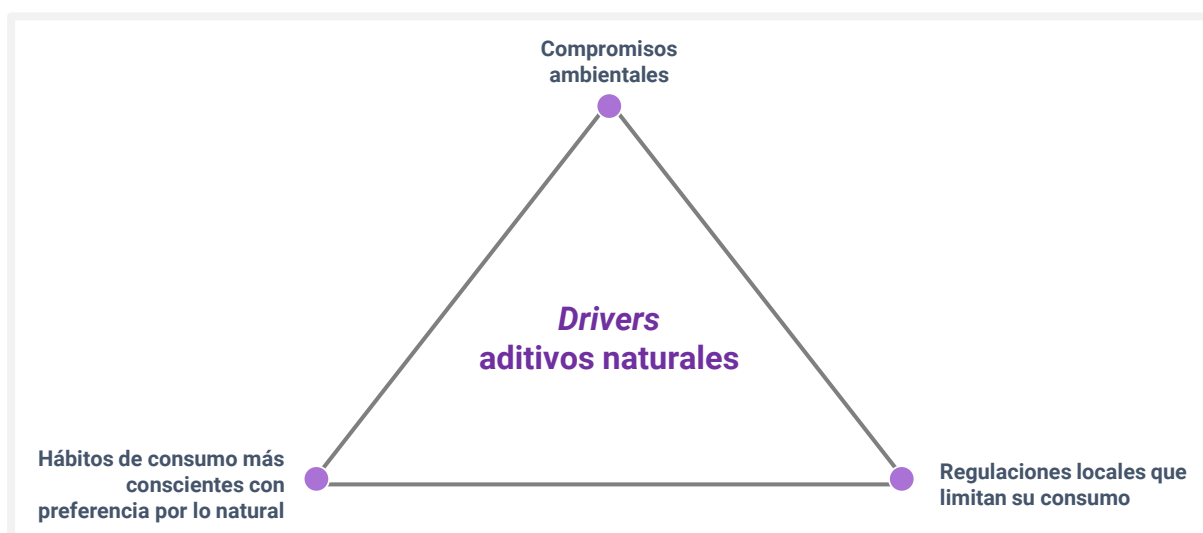 Compromisos
ambientales
Drivers
aditivos naturales
Hábitos de consumo más
conscientes con
preferencia por lo natural
Regulaciones locales que
limitan su consumo